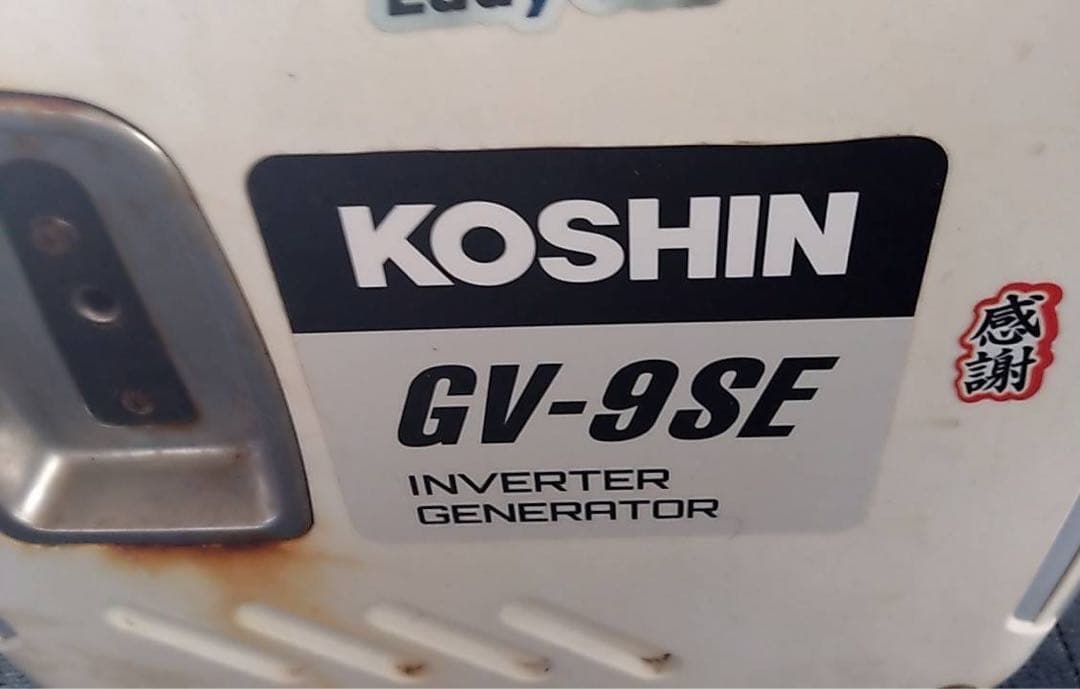 KOSHIN
GV-9SE
INVERTER
GENERATOR
感謝